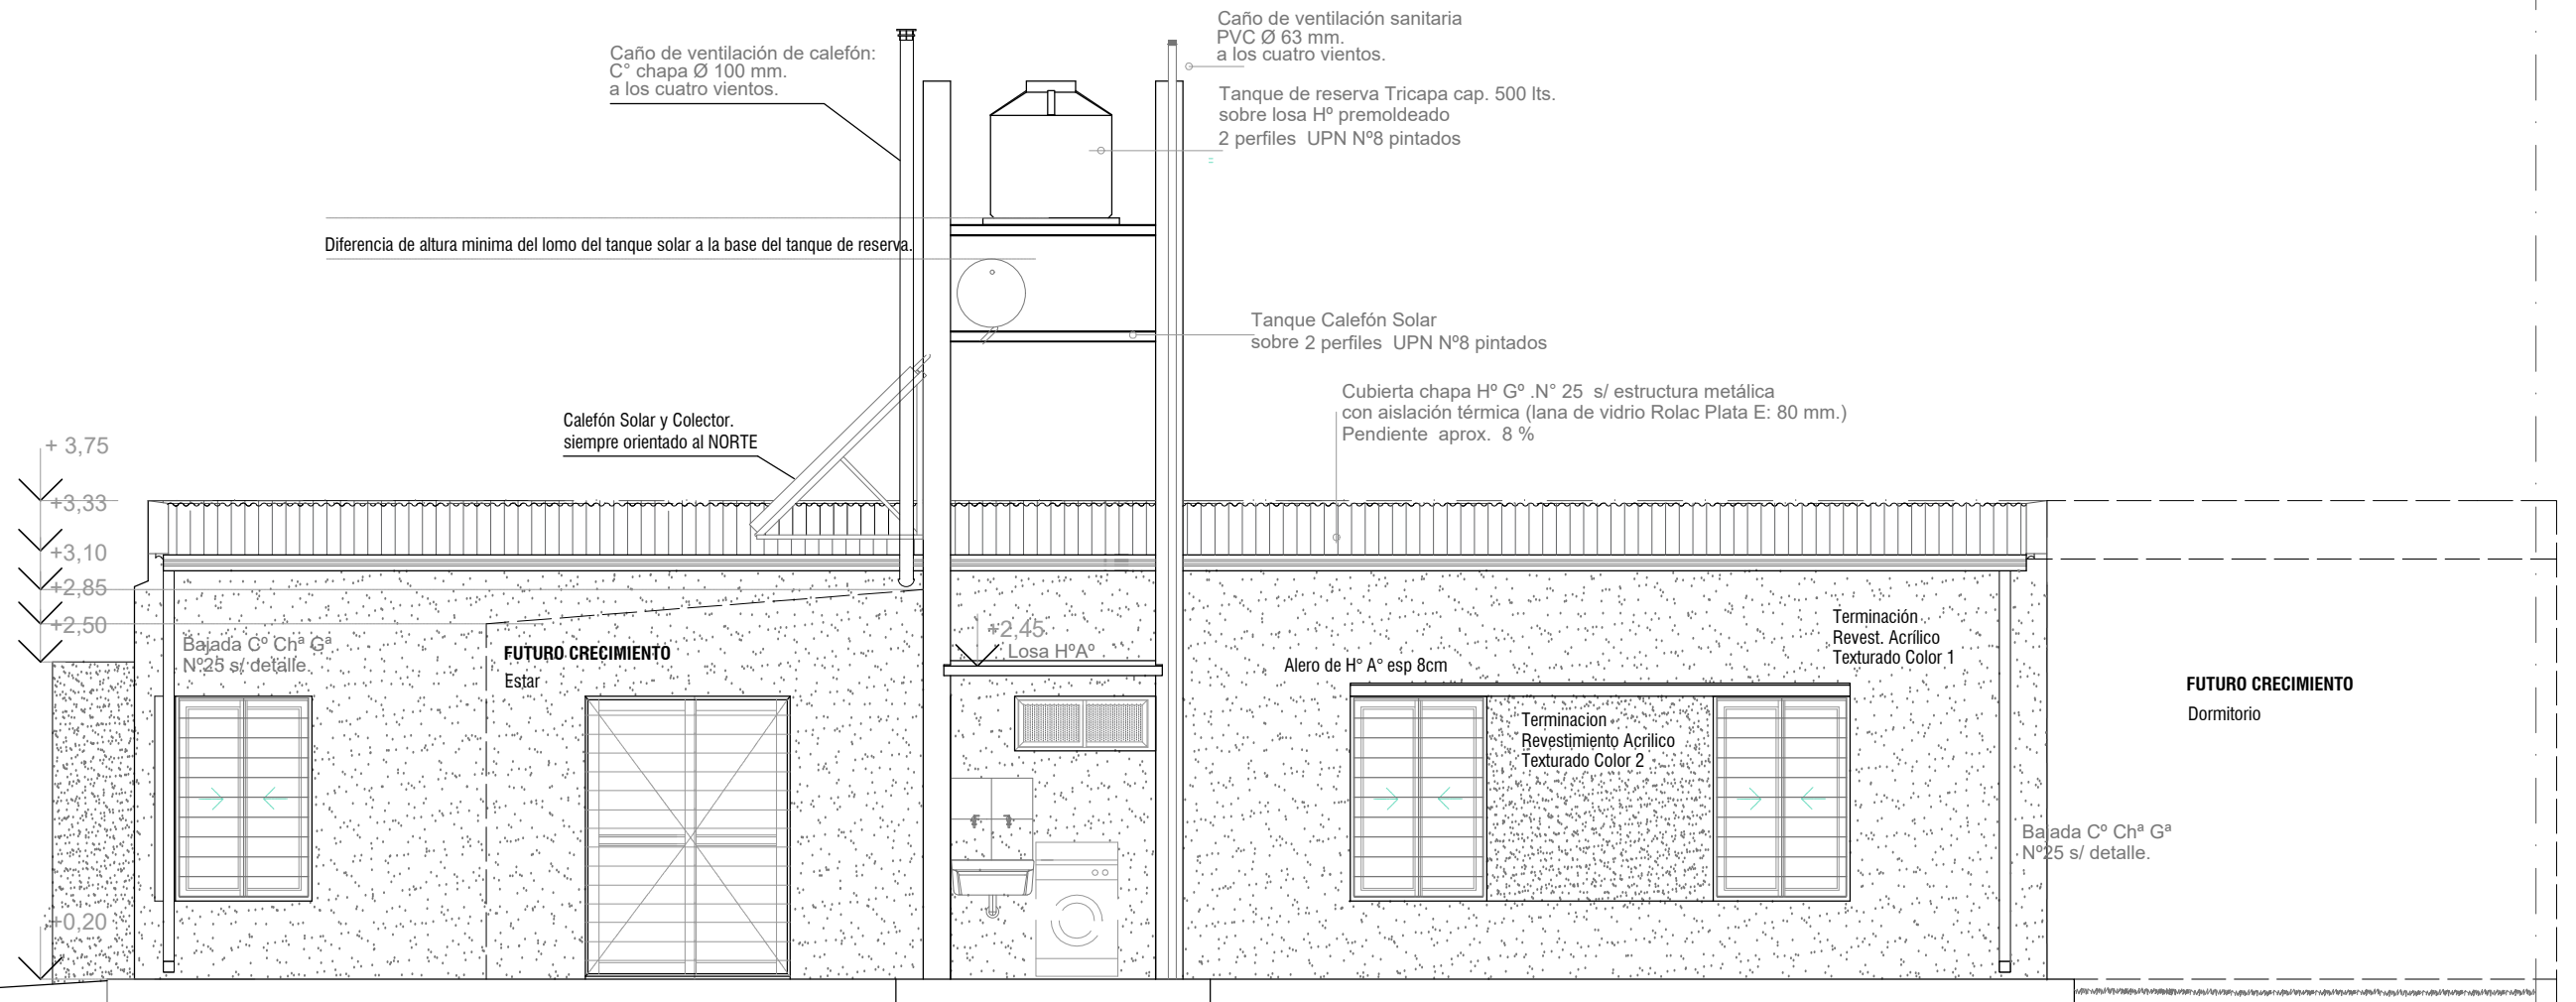 Caño de ventilación sanitaria
PVC Ø 63 mm.
a los cuatro vientos.
Caño de ventilación de calefón:
C° chapa Ø 100 mm.
a los cuatro vientos.
Tanque de reserva Tricapa cap. 500 lts.
sobre losa Hº premoldeado
2 perfiles UPN Nº8 pintados
Diferencia de altura minima del lomo del tanque solar a la base del tanque de reserva.
Tanque Calefón Solar
sobre 2 perfiles UPN Nº8 pintados
Cubierta chapa Hº Gº .N° 25 s/ estructura metálica
con aislación térmica (lana de vidrio Rolac Plata E: 80 mm.)
Pendiente aprox. 8 %
Calefón Solar y Colector.
siempre orientado al NORTE
+ 3,75
+3,33
+3,10
+2,85
+2,50
+0,20
Bajada Cº Chª Gª
Nº25 s/ detalle.
FUTURO CRECIMIENTO
Estar
+2,45
Losa HºAº
Alero de H° A° esp 8cm
Terminación
Revest. Acrílico
Texturado Color 1
Terminacion
Revestimiento Acrilico
Texturado Color 2
FUTURO CRECIMIENTO
Dormitorio
Bajada Cº Chª Gª
Nº25 s/ detalle.